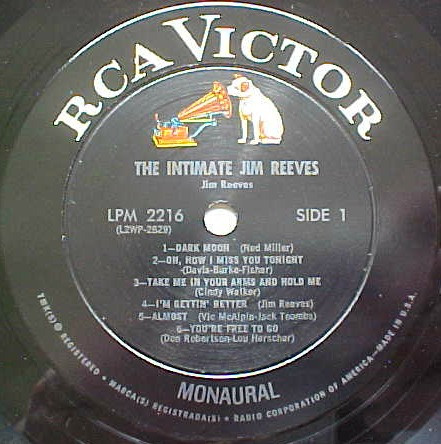 RCA VICTOR
THE INTIMATE JIM REEVES
Jim Reeves
LPM 2216
(L2WP-2829)
SIDE 1
1—DARK MOON (Ned Miller)
2—OH, HOW I MISS YOU TONIGHT
(Davis-Burke-Fisher)
3—TAKE ME IN YOUR ARMS AND HOLD ME
(Cindy Walker)
4—I'M GETTIN' BETTER (Jim Reeves)
5—ALMOST (Vic McAlpin-Jack Toombs)
6—YOU'RE FREE TO GO
(Don Robertson-Lou Herscher)
MONAURAL
TMK(S) ® REGISTERED • MARCA(S) REGISTRADA(S) • RADIO CORPORATION OF AMERICA—MADE IN U.S.A.